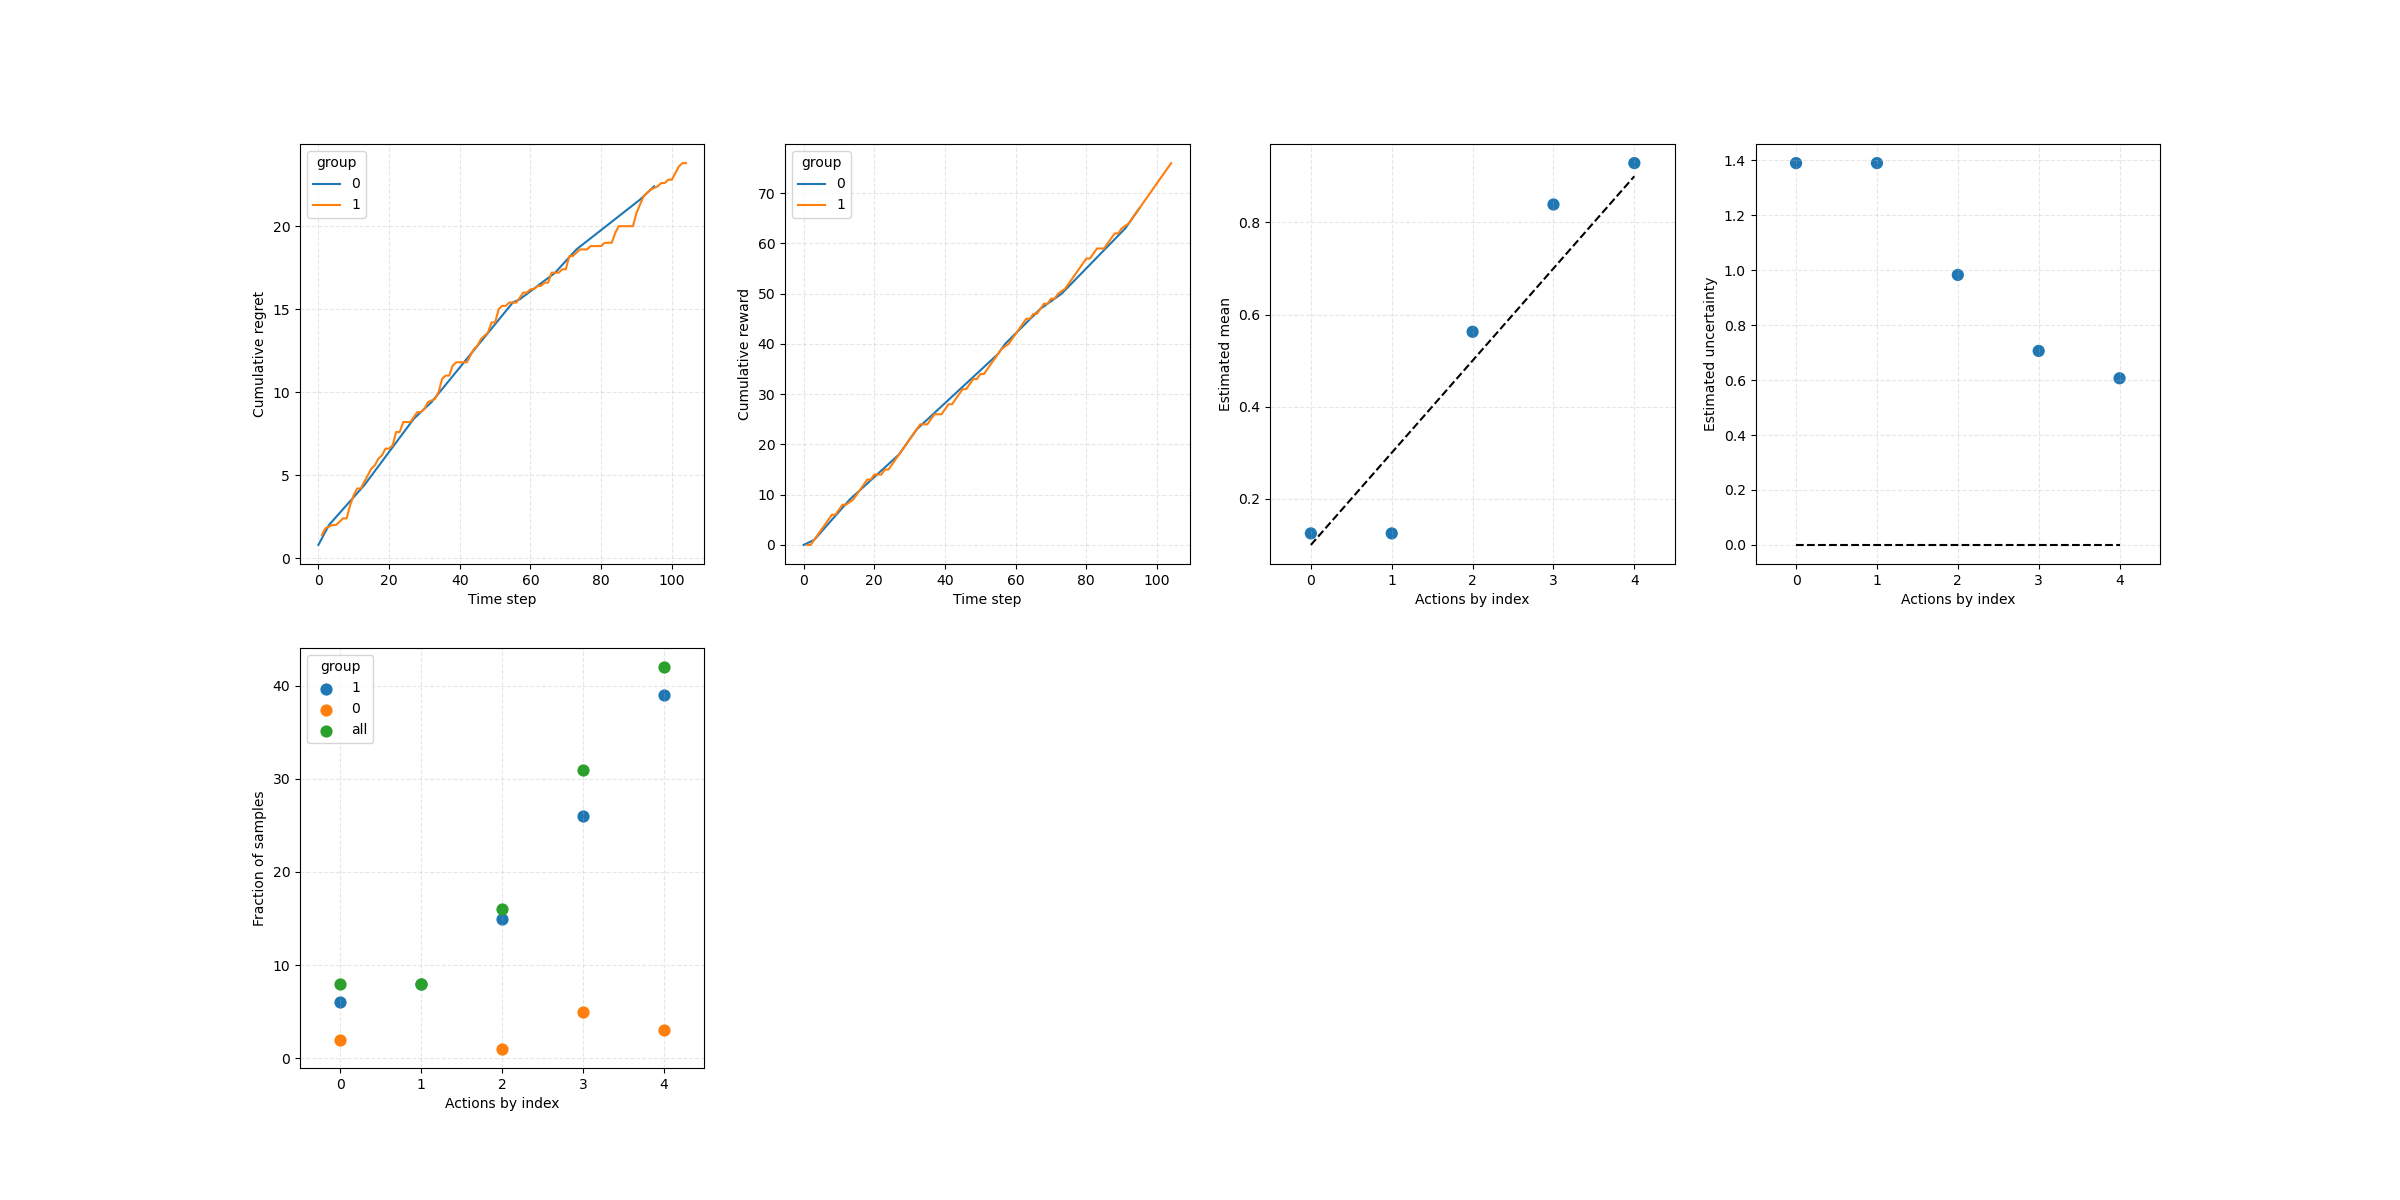 group
0
1
Cumulative regret
0
5
10
15
20
0 20 40 60 80 100
Time step
group
0
1
Cumulative reward
0
10
20
30
40
50
60
70
0 20 40 60 80 100
Time step
Estimated mean
0.2
0.4
0.6
0.8
0 1 2 3 4
Actions by index
Estimated uncertainty
0.0
0.2
0.4
0.6
0.8
1.0
1.2
1.4
0 1 2 3 4
Actions by index
group
1
0
all
Fraction of samples
0
10
20
30
40
0 1 2 3 4
Actions by index